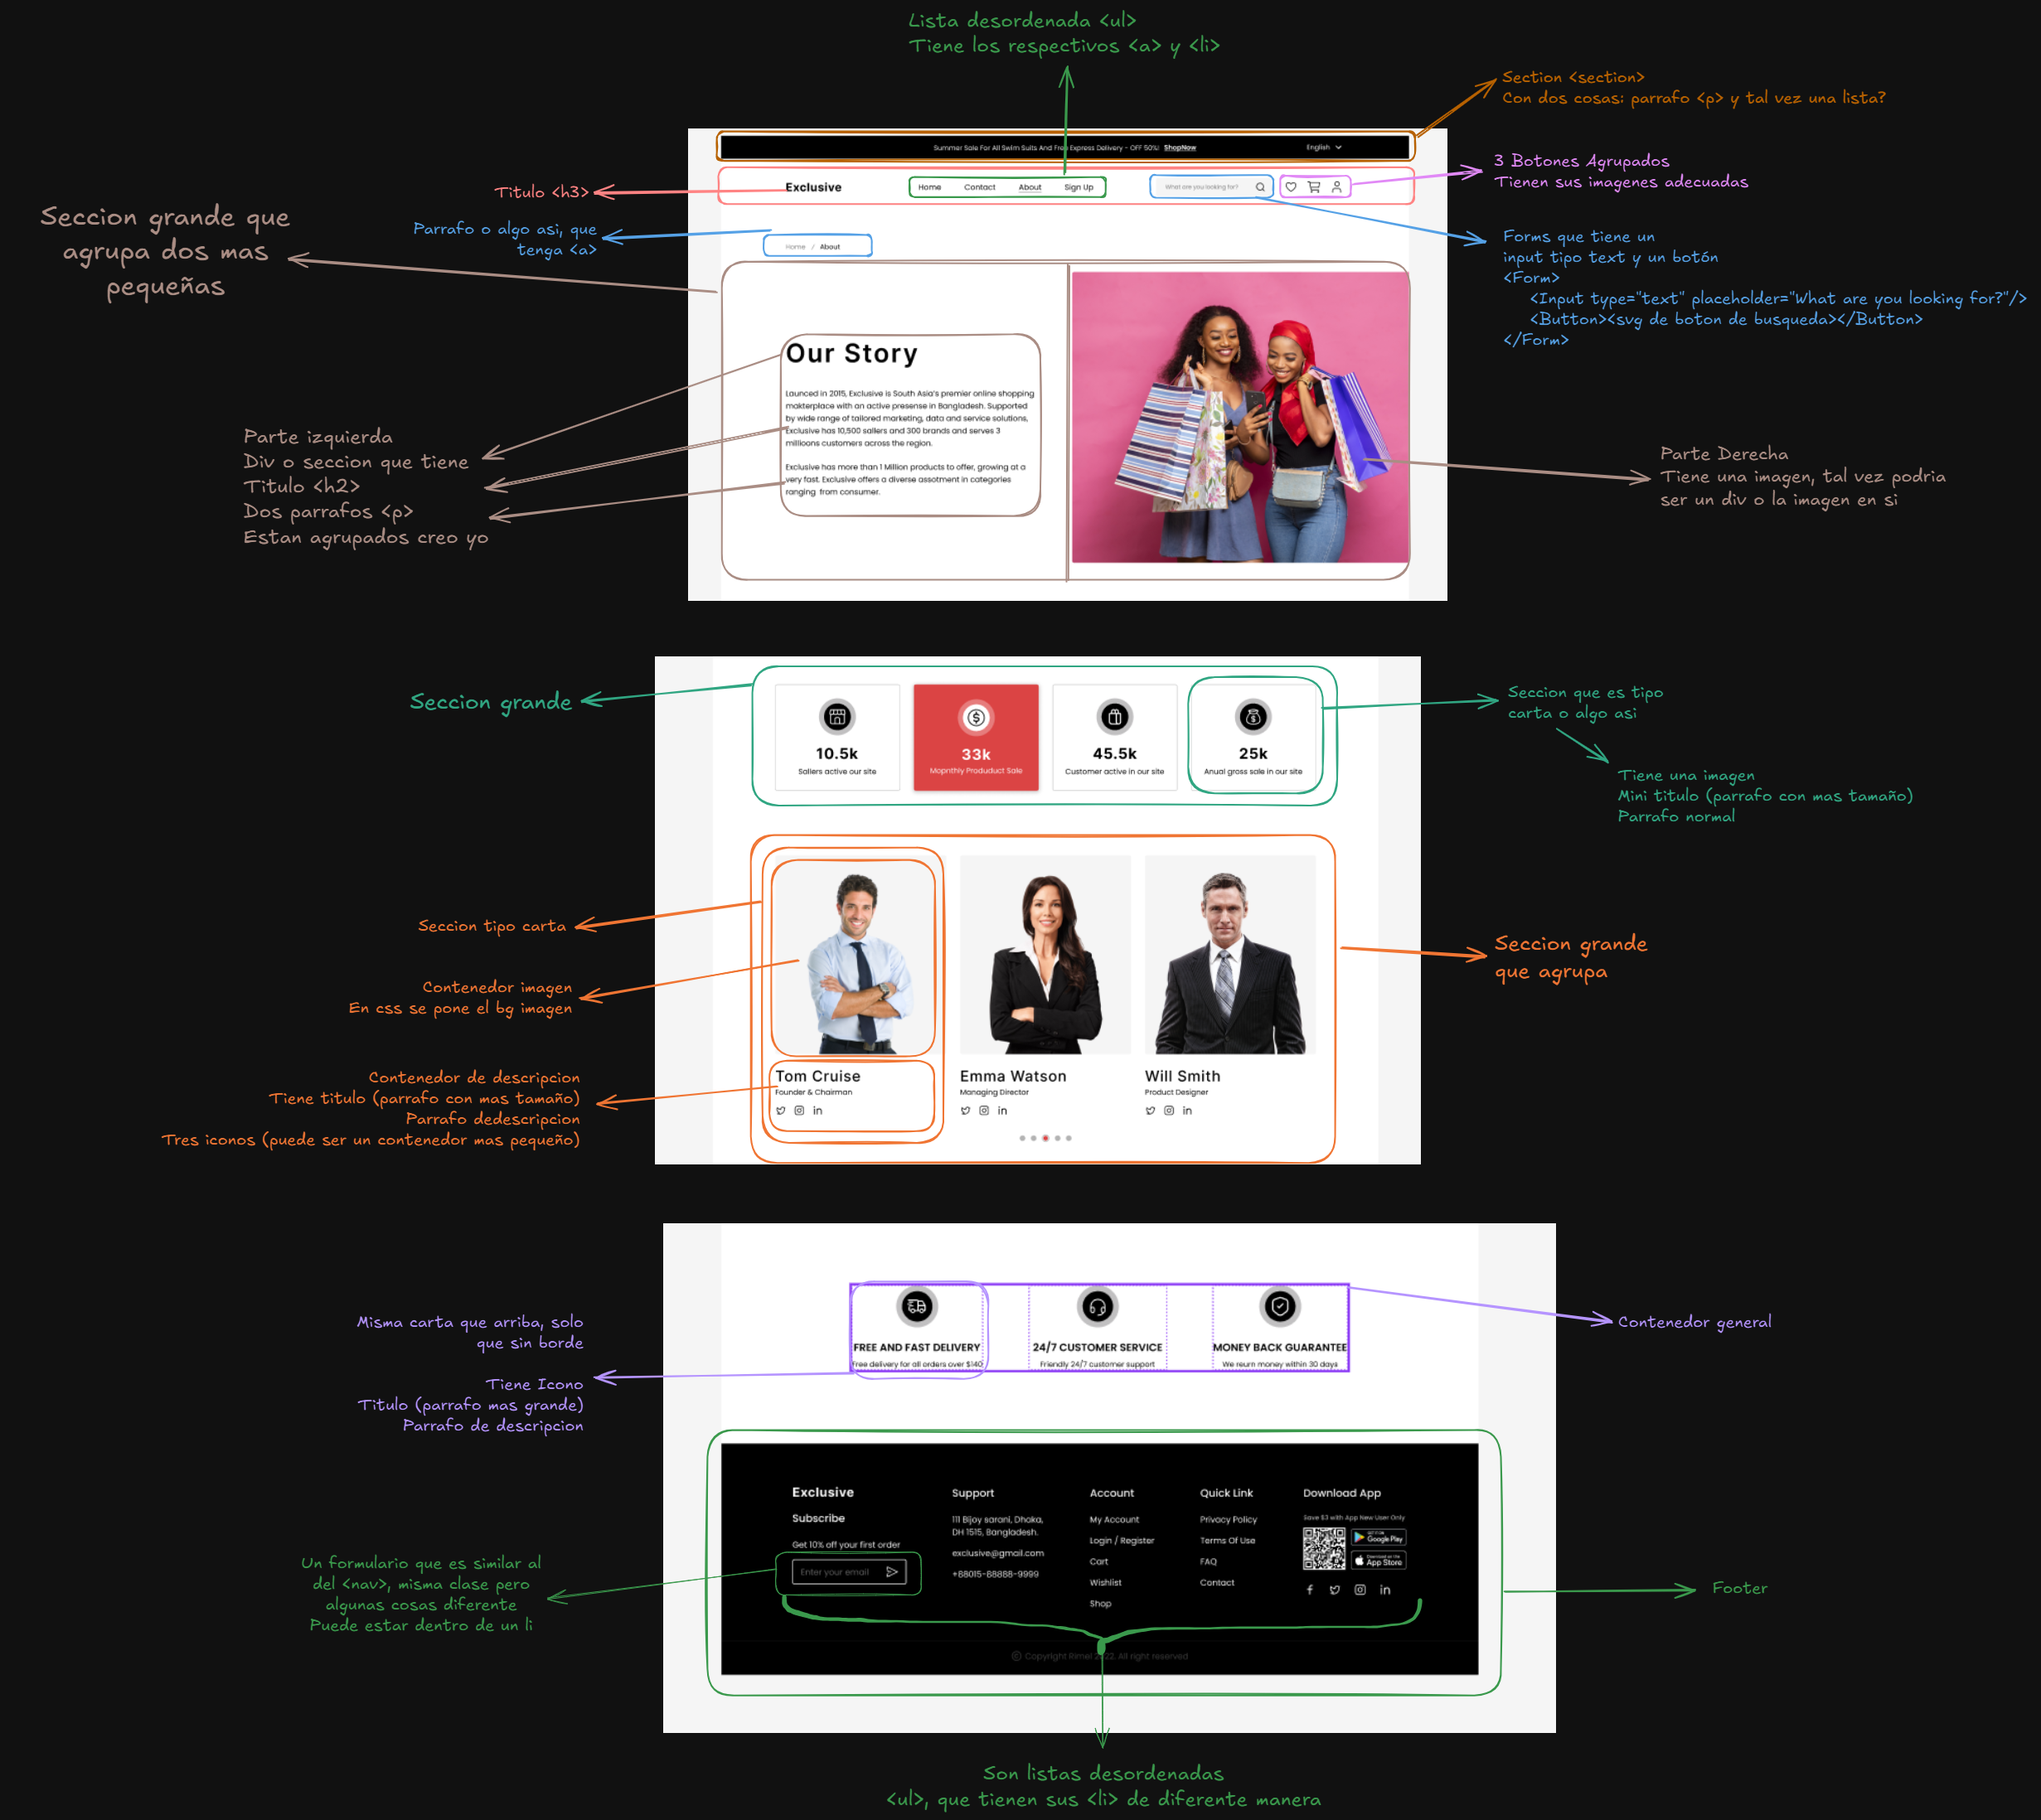 Lista desordenada <ul>
Tiene los respectivos <a> y <li>
Section <section>
Con dos cosas: parrafo <p> y tal vez una lista?
Summer Sale For All Swim Suits And Free Express Delivery - OFF 50%! ShopNow
English
3 Botones Agrupados
Tienen sus imagenes adecuadas
Titulo <h3>
Exclusive
Home
Contact
About
Sign Up
What are you looking for?
Seccion grande que
agrupa dos mas
pequeñas
Parrafo o algo asi, que
tenga <a>
Home / About
Forms que tiene un
input tipo text y un botón
<Form>
<Input type="text" placeholder="What are you looking for?"/>
<Button><svg de boton de busqueda></Button>
</Form>
Our Story
Launced in 2015, Exclusive is South Asia's premier online shopping
makterplace with an active presense in Bangladesh. Supported
by wide range of tailored marketing, data and service solutions,
Exclusive has 10,500 sallers and 300 brands and serves 3
millioons customers across the region.
Exclusive has more than 1 Million products to offer, growing at a
very fast. Exclusive offers a diverse assotment in categories
ranging from consumer.
Parte izquierda
Div o seccion que tiene
Titulo <h2>
Dos parrafos <p>
Estan agrupados creo yo
Parte Derecha
Tiene una imagen, tal vez podria
ser un div o la imagen en si
Seccion grande
10.5k
Sallers active our site
33k
Mopnthly Produduct Sale
45.5k
Customer active in our site
25k
Anual gross sale in our site
Seccion que es tipo
carta o algo asi
Tiene una imagen
Mini titulo (parrafo con mas tamaño)
Parrafo normal
Seccion tipo carta
Contenedor imagen
En css se pone el bg imagen
Seccion grande
que agrupa
Contenedor de descripcion
Tiene titulo (parrafo con mas tamaño)
Parrafo dedescripcion
Tres iconos (puede ser un contenedor mas pequeño)
Tom Cruise
Founder & Chairman
in
Emma Watson
Managing Director
in
Will Smith
Product Designer
in
Misma carta que arriba, solo
que sin borde
Tiene Icono
Titulo (parrafo mas grande)
Parrafo de descripcion
FREE AND FAST DELIVERY
Free delivery for all orders over $140
24/7 CUSTOMER SERVICE
Friendly 24/7 customer support
MONEY BACK GUARANTEE
We reurn money within 30 days
Contenedor general
Exclusive
Subscribe
Get 10% off your first order
Enter your email
Support
111 Bijoy sarani, Dhaka,
DH 1515, Bangladesh.
exclusive@gmail.com
+88015-88888-9999
Account
My Account
Login / Register
Cart
Wishlist
Shop
Quick Link
Privacy Policy
Terms Of Use
FAQ
Contact
Download App
Save $3 with App New User Only
GET IT ON
Google Play
Download on the
App Store
f
in
© Copyright Rimel 2022. All right reserved
Un formulario que es similar al
del <nav>, misma clase pero
algunas cosas diferente
Puede estar dentro de un li
Footer
Son listas desordenadas
<ul>, que tienen sus <li> de diferente manera